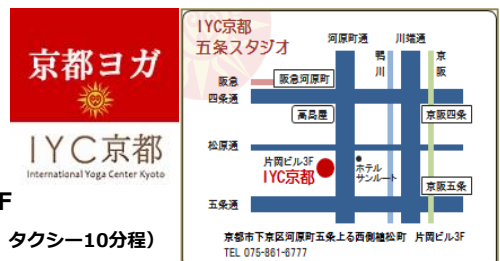 京都ヨガ
IYC京都
International Yoga Center Kyoto
F
タクシー10分程）
IYC京都
五条スタジオ
河原町通
川端通
鴨川
京阪
阪急
阪急河原町
四条通
高島屋
京阪四条
松原通
片岡ビル3F
IYC京都
ホテル
サンルート
京阪五条
五条通
京都市下京区河原町五条上る西側植松町 片岡ビル3F
TEL 075-861-6777